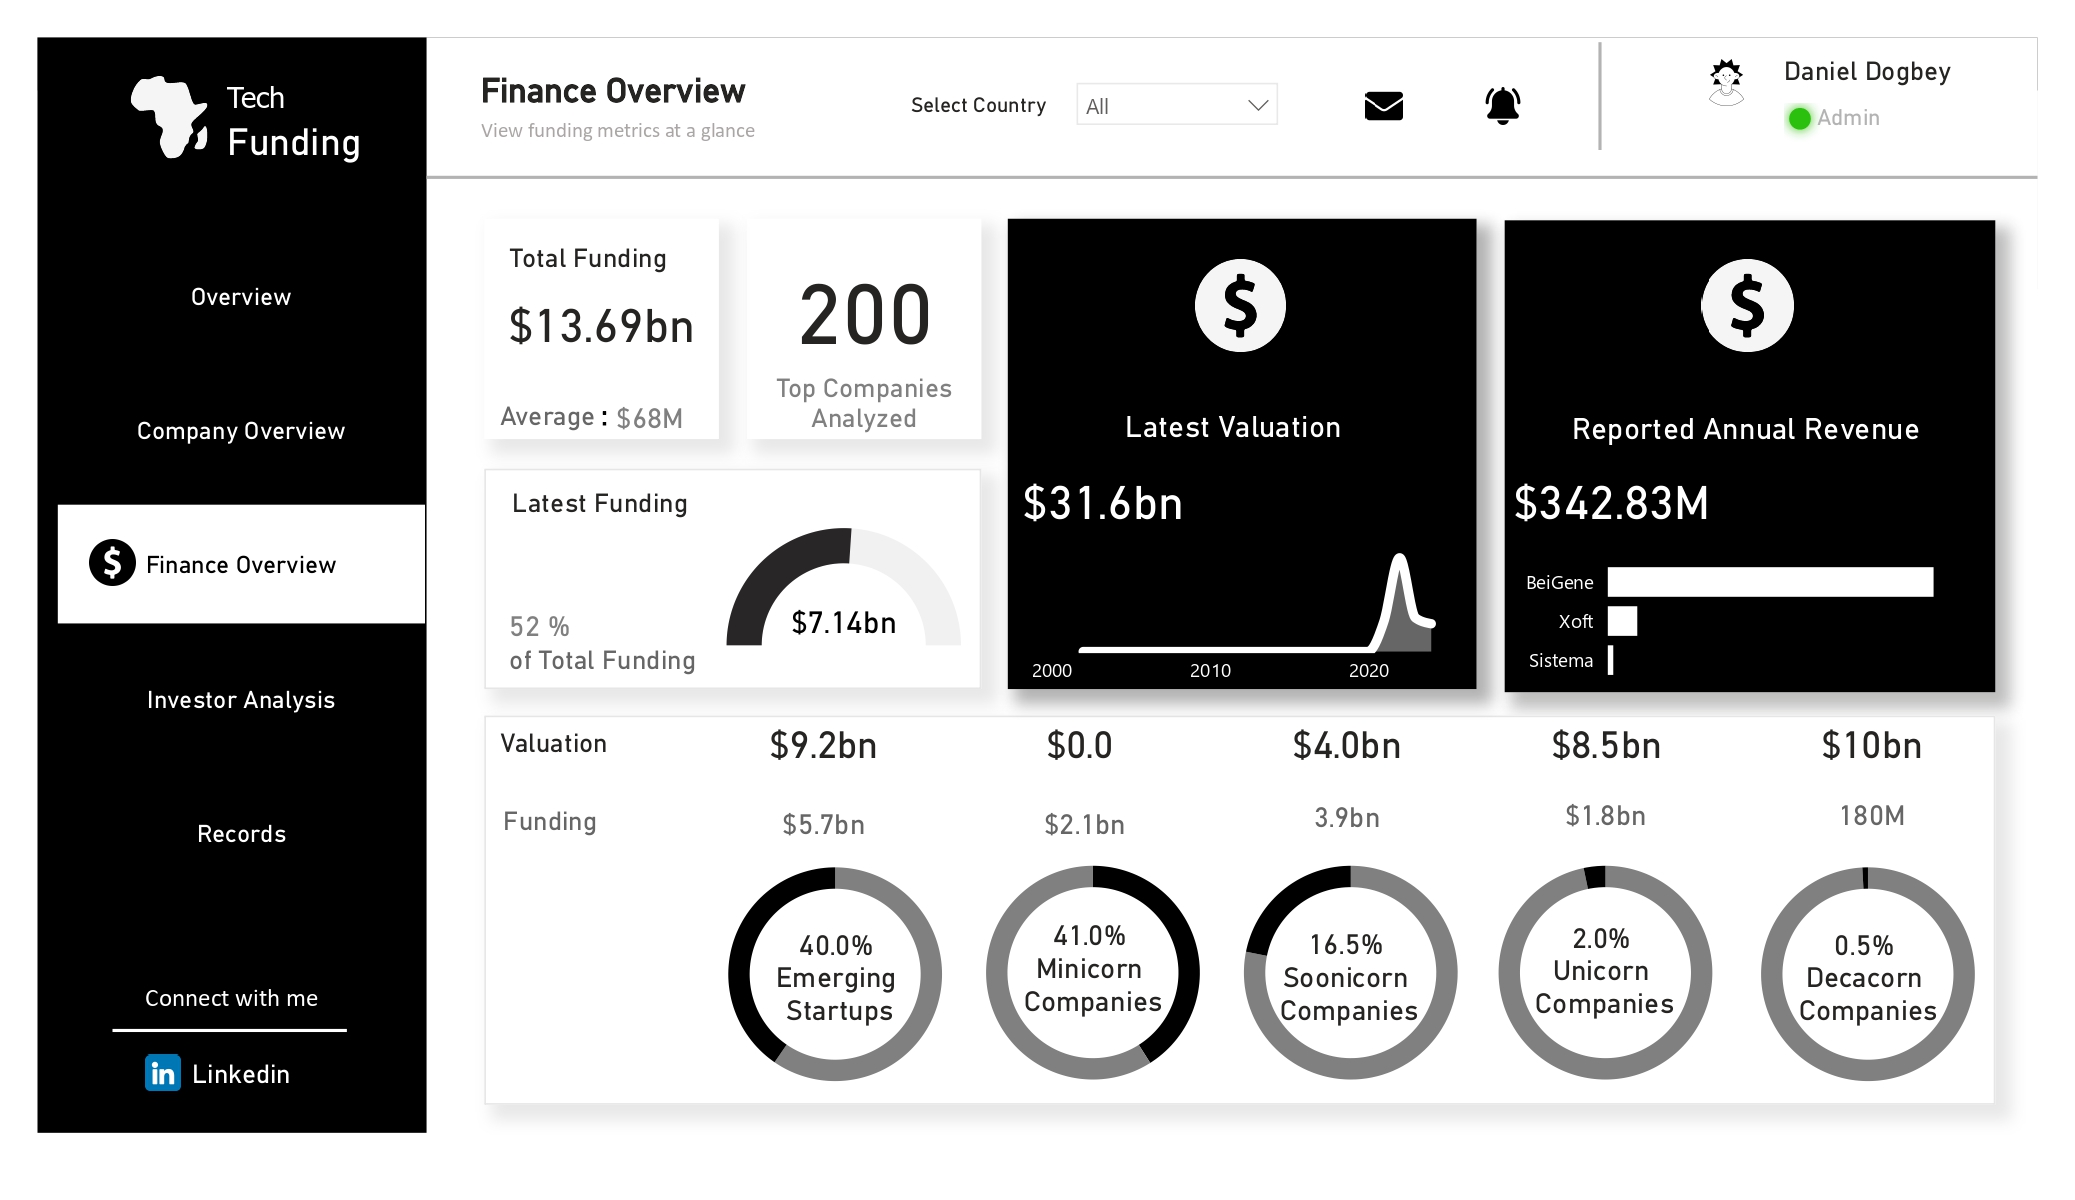 Tech
Funding
Overview
Company Overview
Finance Overview
Investor Analysis
Records
Connect with me
in Linkedin
Finance Overview
View funding metrics at a glance
Select Country
All
Daniel Dogbey
Admin
Total Funding
$13.69bn
Average : $68M
200
Top Companies
Analyzed
Latest Funding
52 %
of Total Funding
$7.14bn
$
Latest Valuation
$31.6bn
2000 2010 2020
$
Reported Annual Revenue
$342.83M
BeiGene
Xoft
Sistema
Valuation $9.2bn $0.0 $4.0bn $8.5bn $10bn
Funding $5.7bn $2.1bn 3.9bn $1.8bn 180M
40.0%
Emerging
Startups
41.0%
Minicorn
Companies
16.5%
Soonicorn
Companies
2.0%
Unicorn
Companies
0.5%
Decacorn
Companies